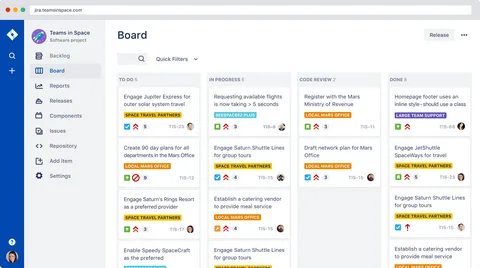 jira.teamsinspace.com
Teams in Space
Software project
Backlog
Board
Reports
Releases
Components
Issues
Repository
Add item
Settings
Board
Release
Quick Filters
TO DO 5
Engage Jupiter Express for
outer solar system travel
SPACE TRAVEL PARTNERS
5
TIS-25
Create 90 day plans for all
departments in the Mars Office
LOCAL MARS OFFICE
9
TIS-12
Engage Saturn's Rings Resort
as a preferred provider
SPACE TRAVEL PARTNERS
3
TIS-17
Enable Speedy SpaceCraft
as the preferred
IN PROGRESS
Requesting available flights
is now taking > 5 seconds
SEESPACEEZ PLUS
3
TIS-8
Engage Saturn Shuttle Lines
for group tours
SPACE TRAVEL PARTNERS
4
TIS-15
Establish a catering vendor
to provide meal service
LOCAL MARS OFFICE
4
TIS-15
Engage Saturn Shuttle Lines
for group tours
CODE REVIEW 2
Register with the Mars
Ministry of Revenue
LOCAL MARS OFFICE
3
TIS-11
Draft network plan for Mars
Office
LOCAL MARS OFFICE
3
TIS-15
DONE
Homepage footer uses an
inline style - should use a class
LARGE TEAM SUPPORT
TIS-68
Engage JetShuttle
SpaceWays for travel
SPACE TRAVEL PARTNERS
5
TIS-23
Engage Saturn Shuttle Lines
for group tours
SPACE TRAVEL PARTNERS
TIS-15
Establish a catering vendor
to provide meal service
LOCAL MARS OFFICE